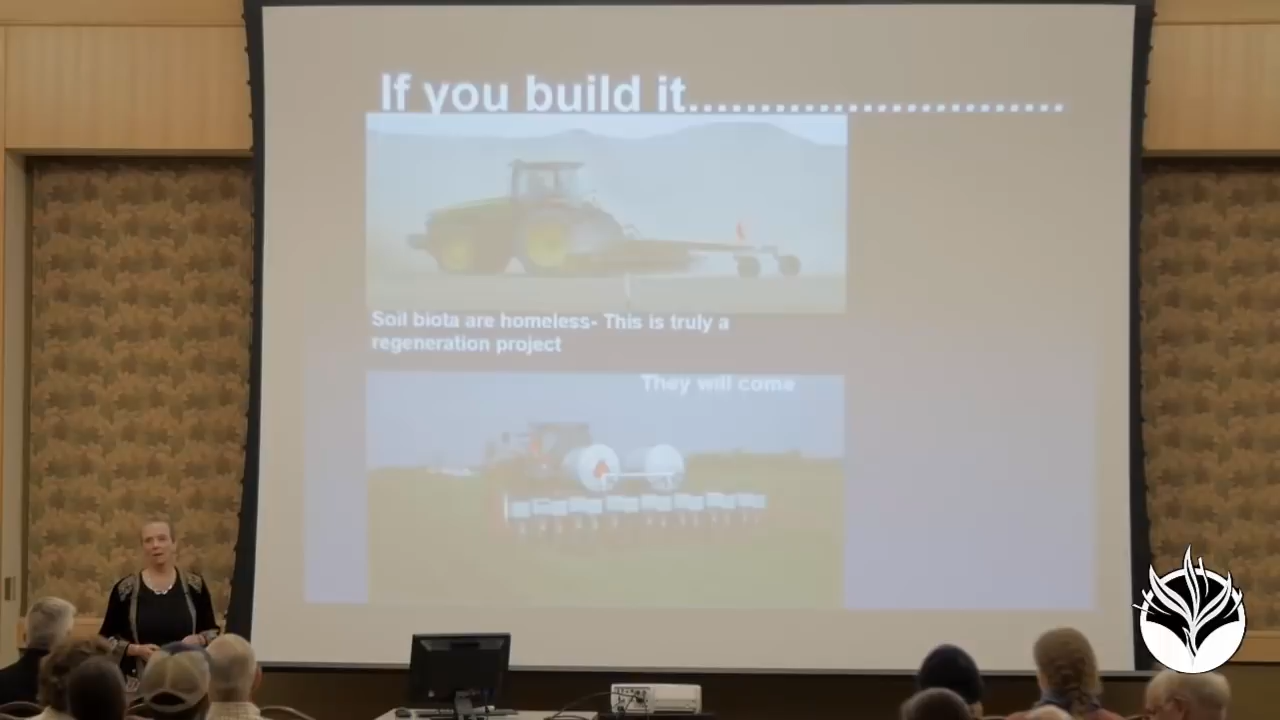 If you build it..........................
Soil biota are homeless- This is truly a
regeneration project
They will come